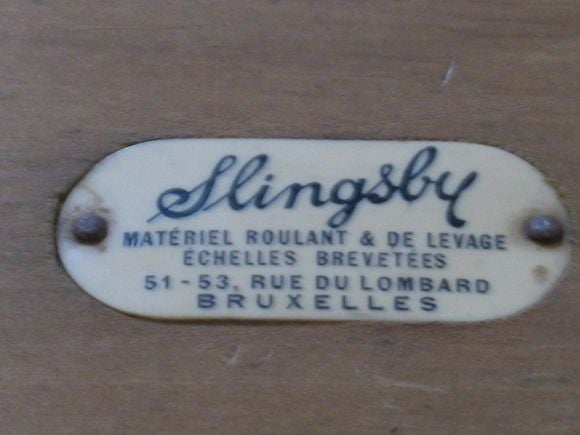 Slingsby
MATÉRIEL ROULANT & DE LEVAGE
ÉCHELLES BREVETÉES
51-53, RUE DU LOMBARD
BRUXELLES